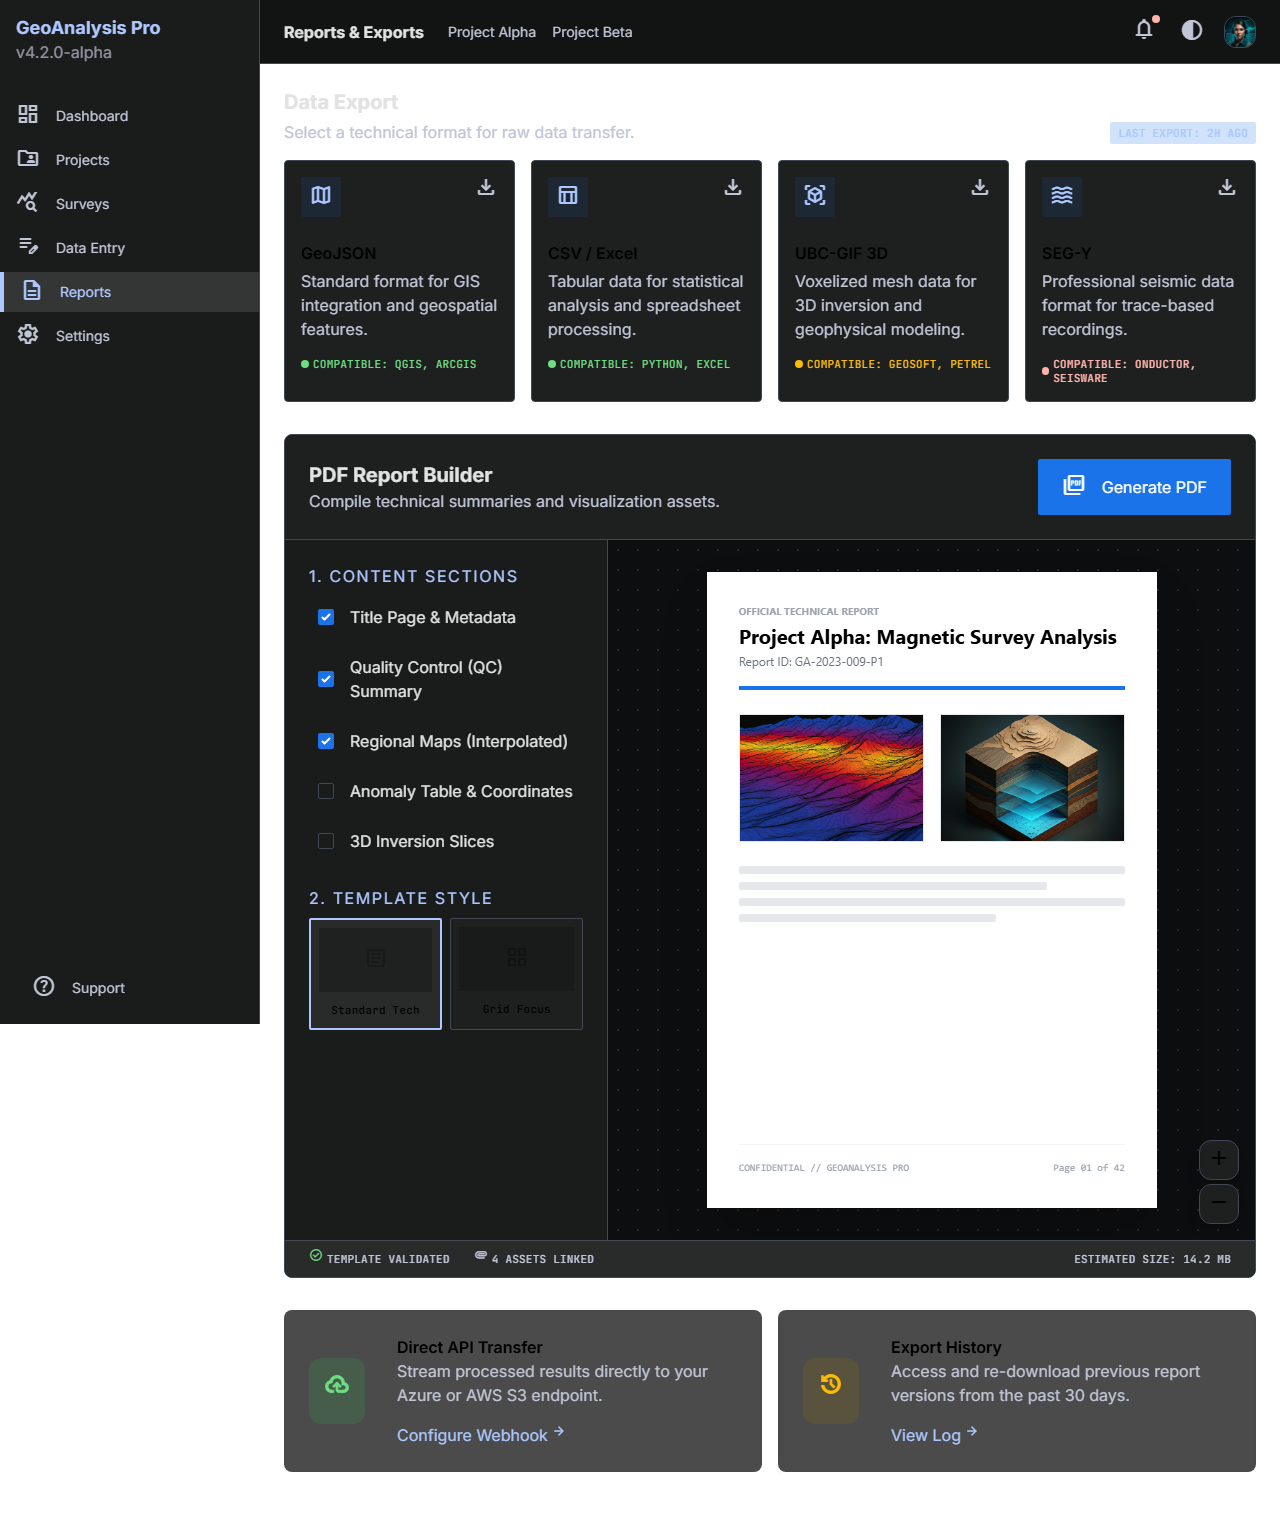 GeoAnalysis Pro
v4.2.0-alpha
Dashboard
Projects
Surveys
Data Entry
Reports
Settings
Support
Reports & Exports
Project Alpha
Project Beta
Data Export
Select a technical format for raw data transfer.
LAST EXPORT: 2H AGO
GeoJSON
Standard format for GIS
integration and geospatial
features.
COMPATIBLE: QGIS, ARCGIS
CSV / Excel
Tabular data for statistical
analysis and spreadsheet
processing.
COMPATIBLE: PYTHON, EXCEL
UBC-GIF 3D
Voxelized mesh data for
3D inversion and
geophysical modeling.
COMPATIBLE: GEOSOFT, PETREL
SEG-Y
Professional seismic data
format for trace-based
recordings.
COMPATIBLE: ONDUCTOR,
SEISWARE
PDF Report Builder
Compile technical summaries and visualization assets.
PDF
Generate PDF
1. CONTENT SECTIONS
Title Page & Metadata
Quality Control (QC)
Summary
Regional Maps (Interpolated)
Anomaly Table & Coordinates
3D Inversion Slices
2. TEMPLATE STYLE
Standard Tech
Grid Focus
OFFICIAL TECHNICAL REPORT
Project Alpha: Magnetic Survey Analysis
Report ID: GA-2023-009-P1
CONFIDENTIAL // GEOANALYSIS PRO
Page 01 of 42
TEMPLATE VALIDATED
4 ASSETS LINKED
ESTIMATED SIZE: 14.2 MB
Direct API Transfer
Stream processed results directly to your
Azure or AWS S3 endpoint.
Configure Webhook
Export History
Access and re-download previous report
versions from the past 30 days.
View Log